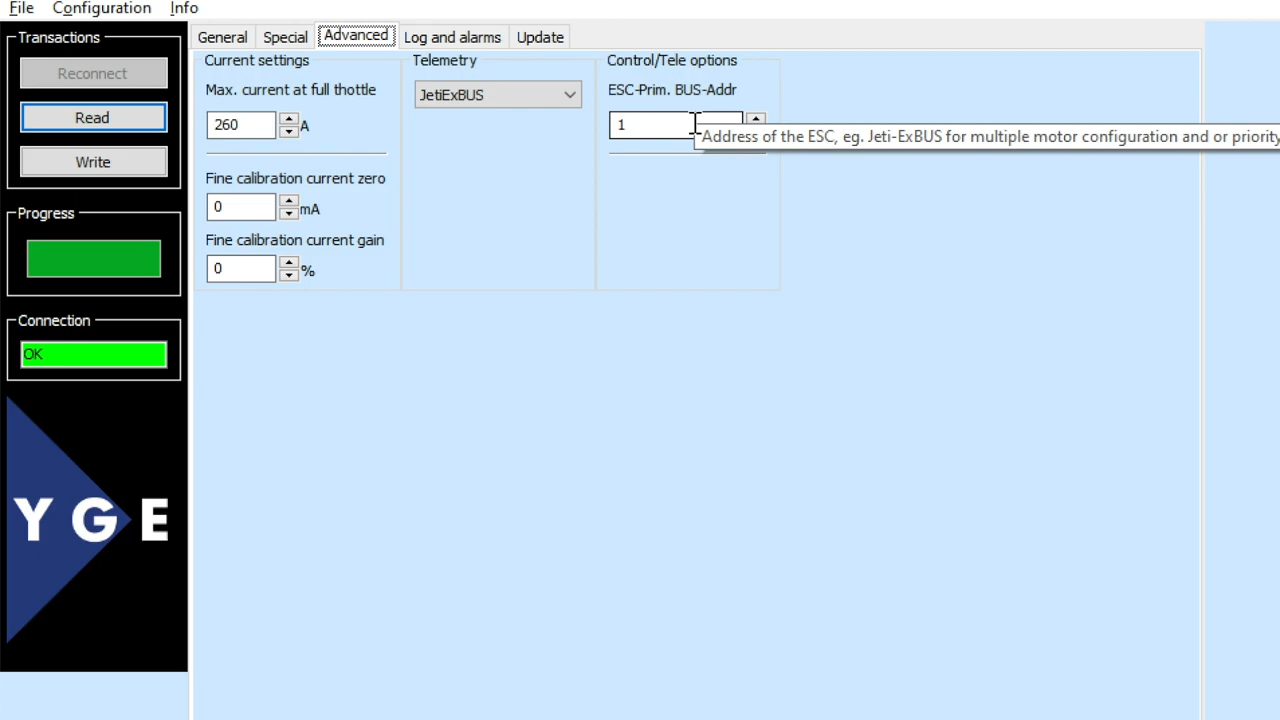 File Configuration Info
Transactions
Reconnect
Read
Write
Progress
Connection
OK
YGE
General Special Advanced Log and alarms Update
Current settings
Max. current at full thottle
260 A
Fine calibration current zero
0 mA
Fine calibration current gain
0 %
Telemetry
JetiExBUS
Control/Tele options
ESC-Prim. BUS-Addr
1
Address of the ESC, eg. Jeti-ExBUS for multiple motor configuration and or priority